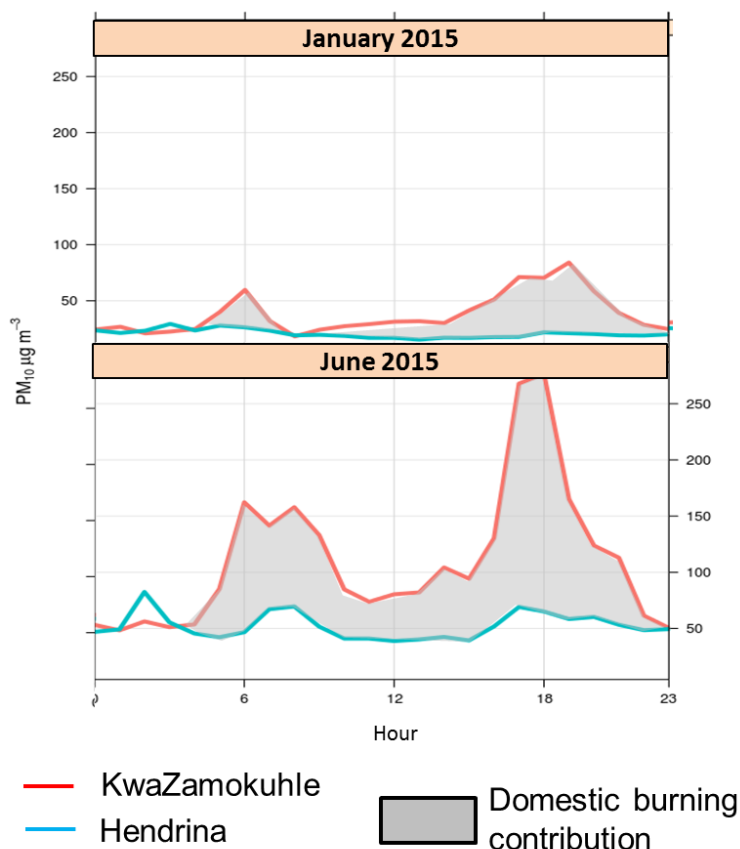 January 2015
250
200
150
100
50
PM10 µg m−3
June 2015
250
200
150
100
50
0 6 12 18 23
Hour
KwaZamokuhle
Hendrina
Domestic burning
contribution